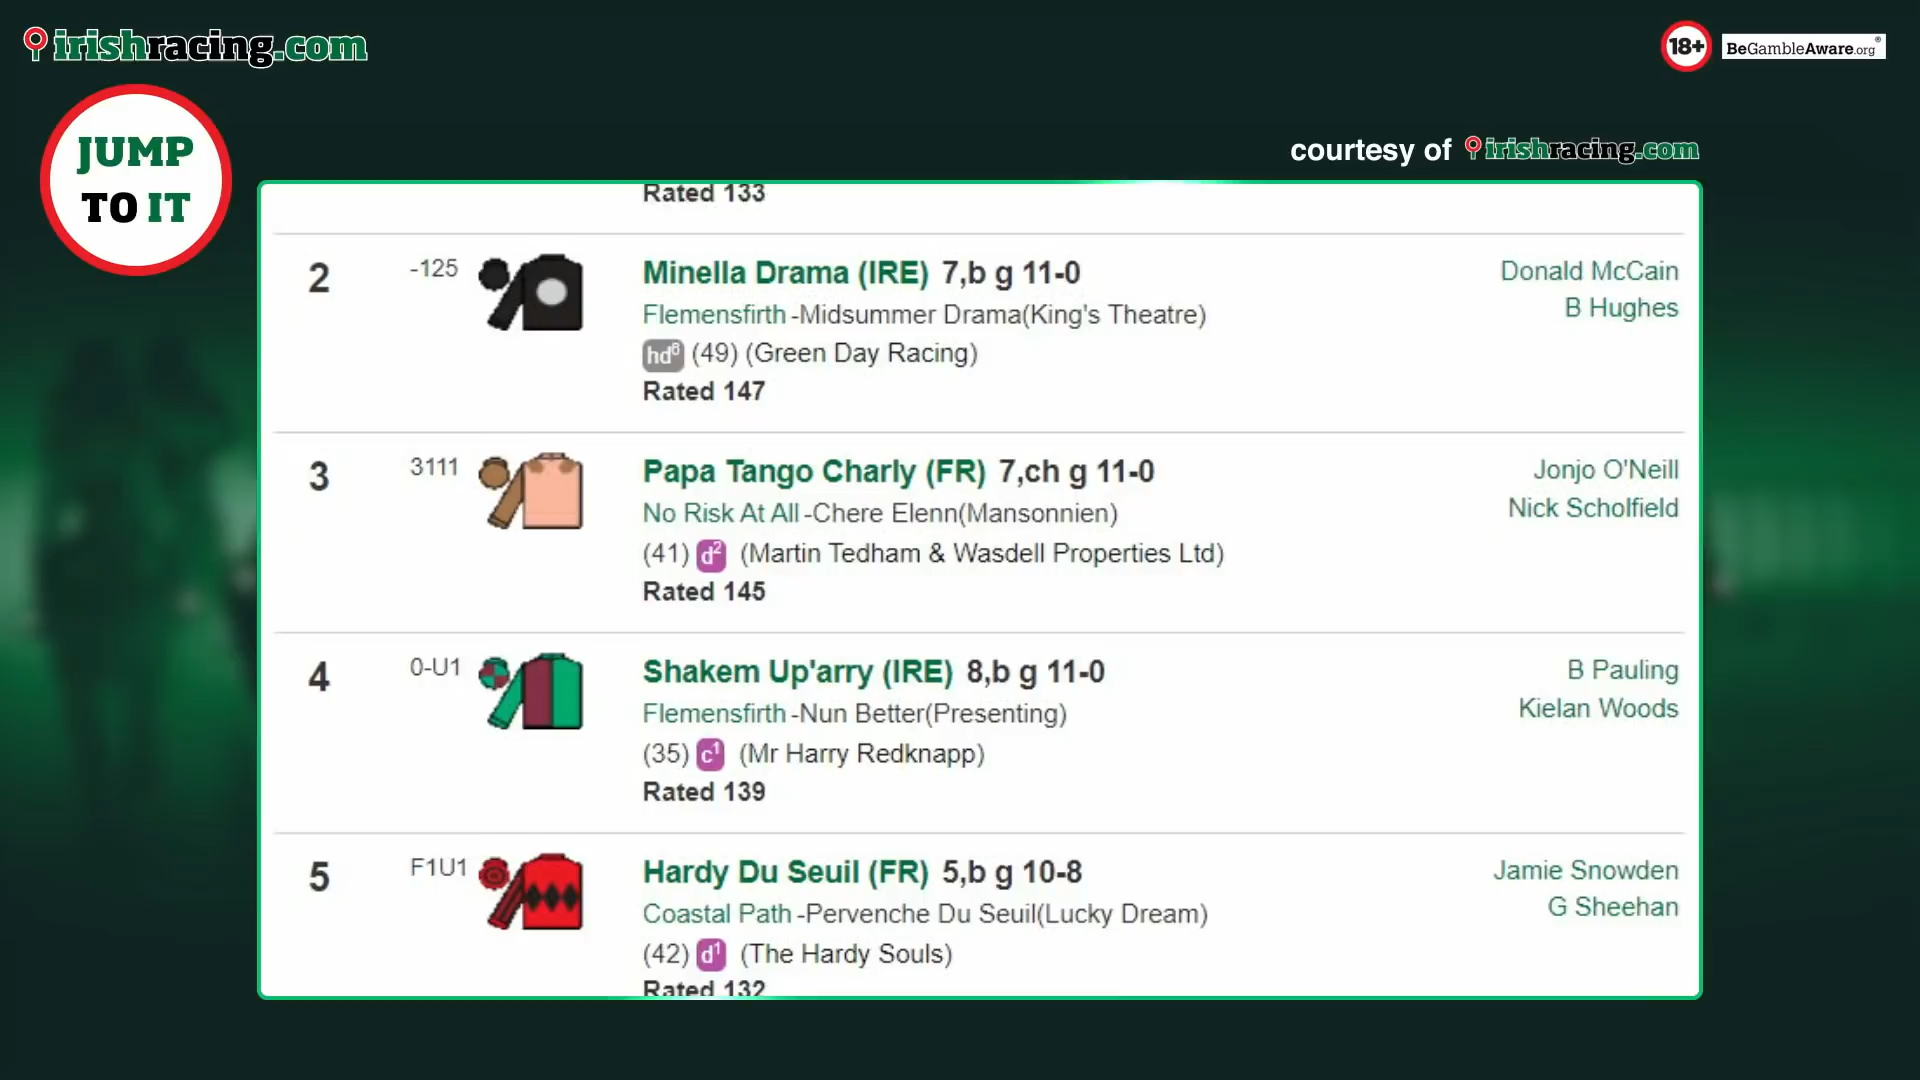 irishracing.com
18+ BeGambleAware.org®
JUMP
TO IT
courtesy of irishracing.com
Rated 133
2 -125 Minella Drama (IRE) 7,b g 11-0 Donald McCain
Flemensfirth -Midsummer Drama(King's Theatre) B Hughes
hd6 (49) (Green Day Racing)
Rated 147
3 3111 Papa Tango Charly (FR) 7,ch g 11-0 Jonjo O'Neill
No Risk At All -Chere Elenn(Mansonnien) Nick Scholfield
(41) d2 (Martin Tedham & Wasdell Properties Ltd)
Rated 145
4 0-U1 Shakem Up'arry (IRE) 8,b g 11-0 B Pauling
Flemensfirth -Nun Better(Presenting) Kielan Woods
(35) c1 (Mr Harry Redknapp)
Rated 139
5 F1U1 Hardy Du Seuil (FR) 5,b g 10-8 Jamie Snowden
Coastal Path -Pervenche Du Seuil(Lucky Dream) G Sheehan
(42) d1 (The Hardy Souls)
Rated 132